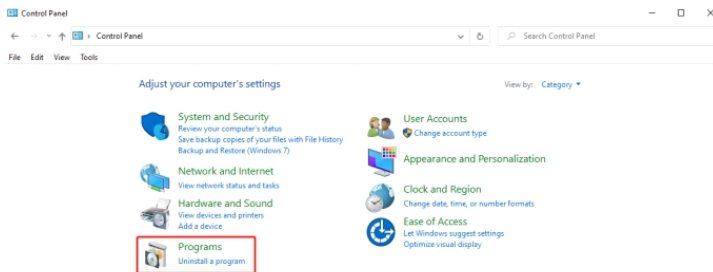 Control Panel
Control Panel
Search Control Panel
File Edit View Tools
Adjust your computer's settings
View by: Category
System and Security
Review your computer's status
Save backup copies of your files with File History
Backup and Restore (Windows 7)
Network and Internet
View network status and tasks
Hardware and Sound
View devices and printers
Add a device
Programs
Uninstall a program
User Accounts
Change account type
Appearance and Personalization
Clock and Region
Change date, time, or number formats
Ease of Access
Let Windows suggest settings
Optimize visual display